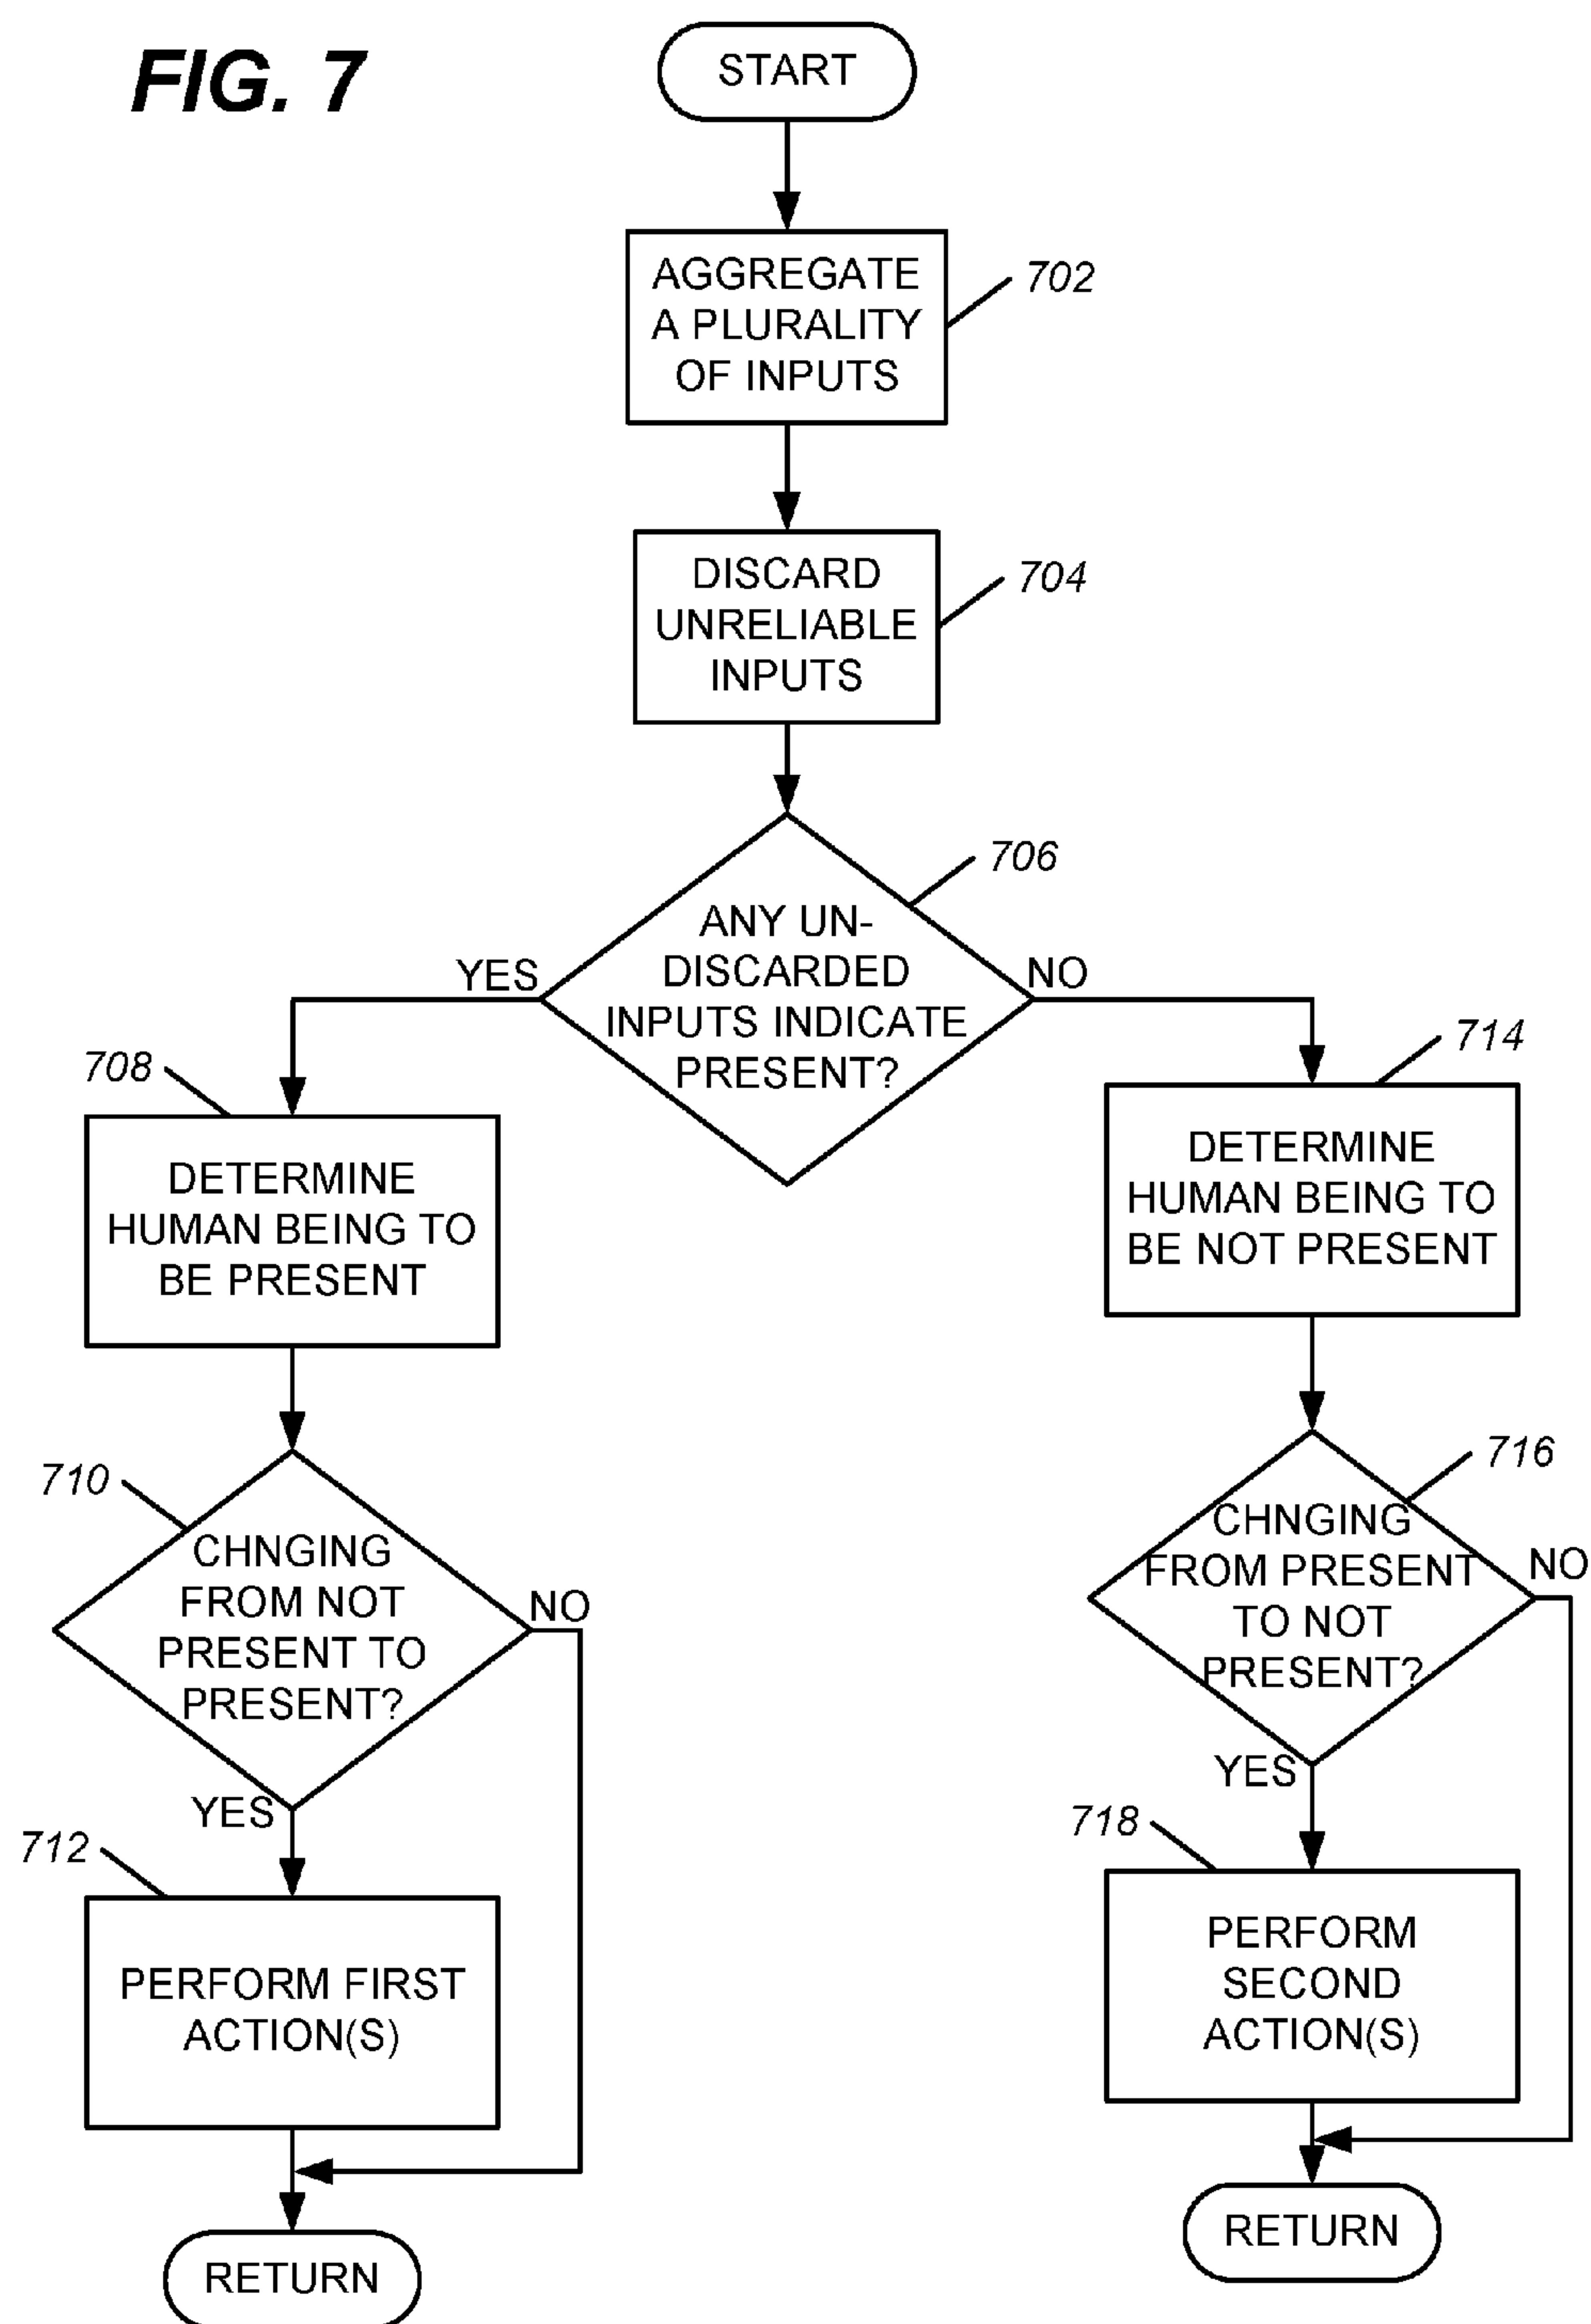 FIG. 7
START
AGGREGATE
A PLURALITY
OF INPUTS
702
DISCARD
UNRELIABLE
INPUTS
704
706
ANY UN-
DISCARDED
INPUTS INDICATE
PRESENT?
YES
NO
708
DETERMINE
HUMAN BEING TO
BE PRESENT
714
DETERMINE
HUMAN BEING TO
BE NOT PRESENT
710
CHNGING
FROM NOT
PRESENT TO
PRESENT?
NO
YES
716
CHNGING
FROM PRESENT
TO NOT
PRESENT?
NO
YES
712
PERFORM FIRST
ACTION(S)
718
PERFORM
SECOND
ACTION(S)
RETURN
RETURN